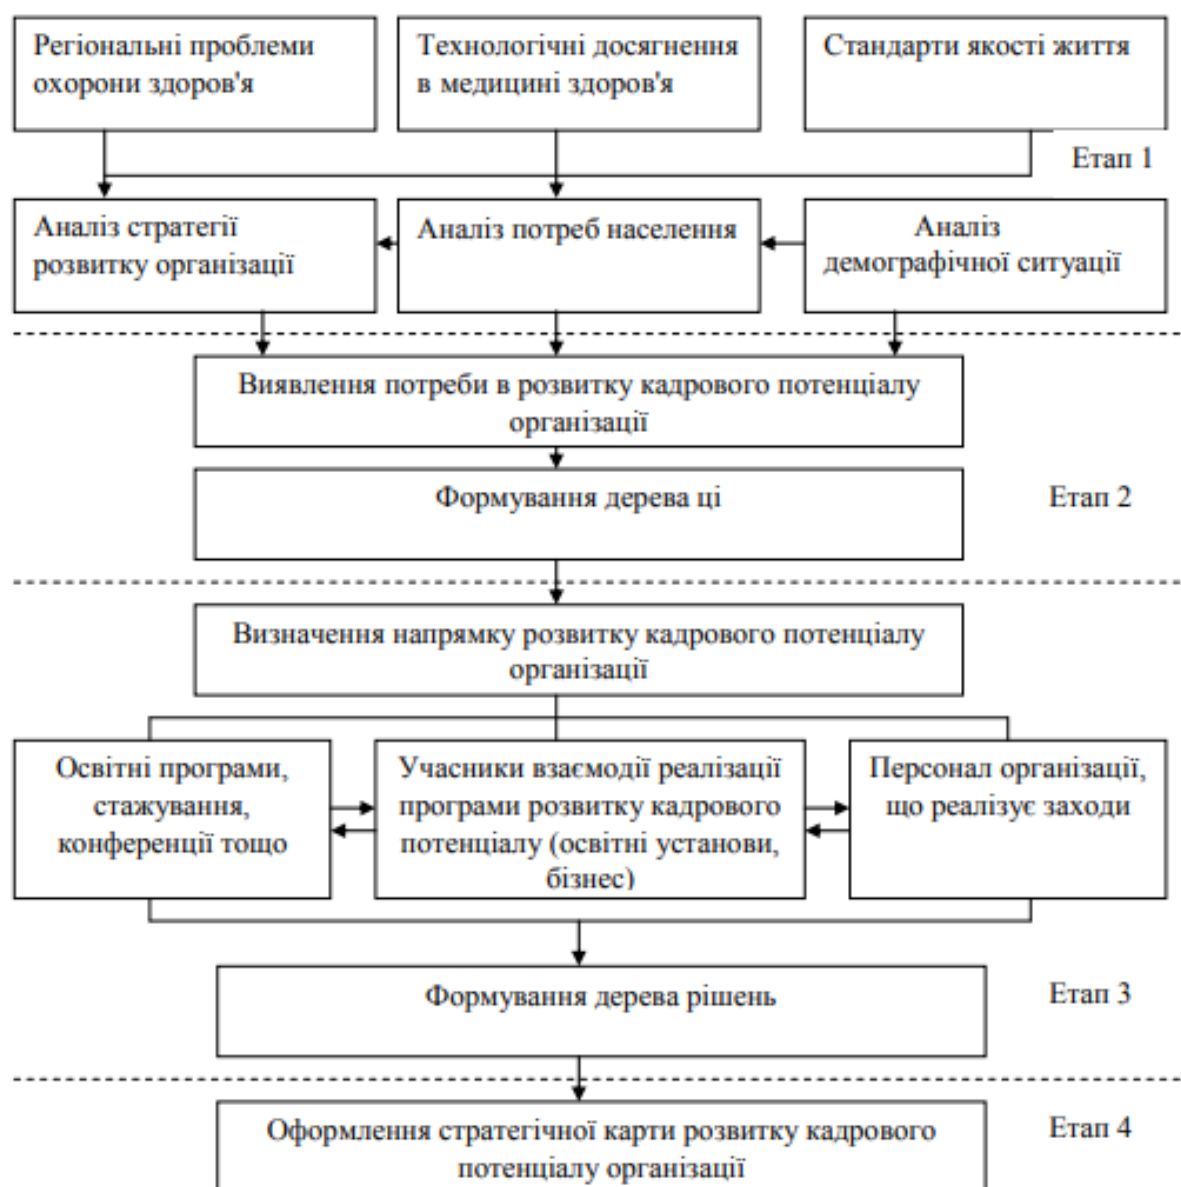 Регіональні проблеми
охорони здоров'я
Технологічні досягнення
в медицині здоров'я
Стандарти якості життя
Етап 1
Аналіз стратегії
розвитку організації
Аналіз потреб населення
Аналіз
демографічної ситуації
Виявлення потреби в розвитку кадрового потенціалу
організації
Формування дерева ці
Етап 2
Визначення напрямку розвитку кадрового потенціалу
організації
Освітні програми,
стажування,
конференції тощо
Учасники взаємодії реалізації
програми розвитку кадрового
потенціалу (освітні установи,
бізнес)
Персонал організації,
що реалізує заходи
Формування дерева рішень
Етап 3
Оформлення стратегічної карти розвитку кадрового
потенціалу організації
Етап 4